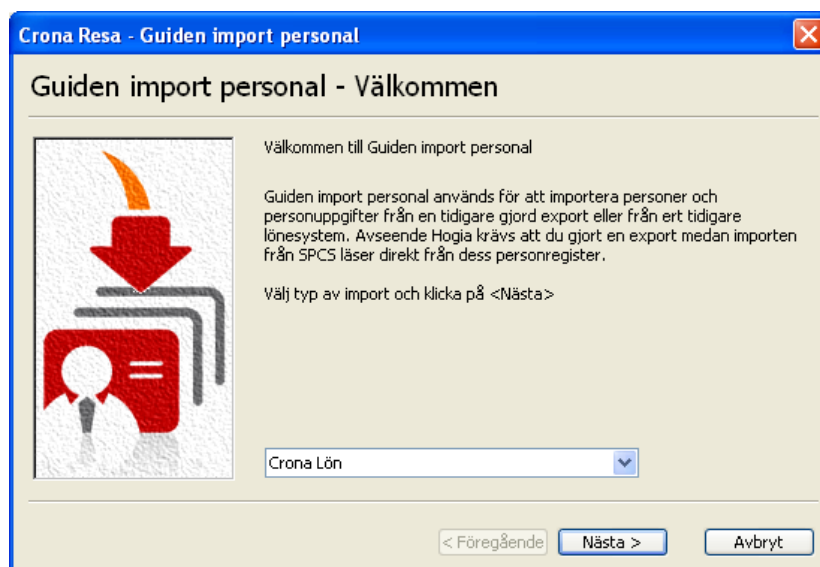 Crona Resa - Guiden import personal
Guiden import personal - Välkommen
Välkommen till Guiden import personal
Guiden import personal används för att importera personer och
personuppgifter från en tidigare gjord export eller från ert tidigare
lönesystem. Avseende Hogia krävs att du gjort en export medan importen
från SPCS läser direkt från dess personregister.
Välj typ av import och klicka på <Nästa>
Crona Lön
< Föregående
Nästa >
Avbryt